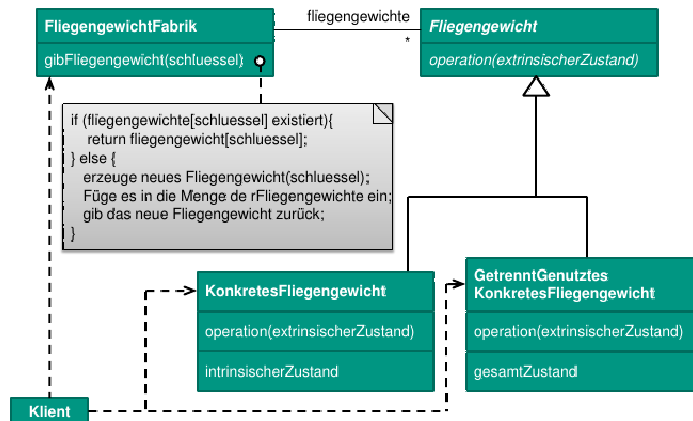 FliegengewichtFabrik
gibFliegengewicht(schluessel)
fliegengewichte
*
Fliegengewicht
operation(extrinsischerZustand)
if (fliegengewichte[schluessel] existiert){
return fliegengewicht[schluessel];
} else {
erzeuge neues Fliegengewicht(schluessel);
Füge es in die Menge de rFliegengewichte ein;
gib das neue Fliegengewicht zurück;
}
KonkretesFliegengewicht
operation(extrinsischerZustand)
intrinsischerZustand
GetrenntGenutztes
KonkretesFliegengewicht
operation(extrinsischerZustand)
gesamtZustand
Klient